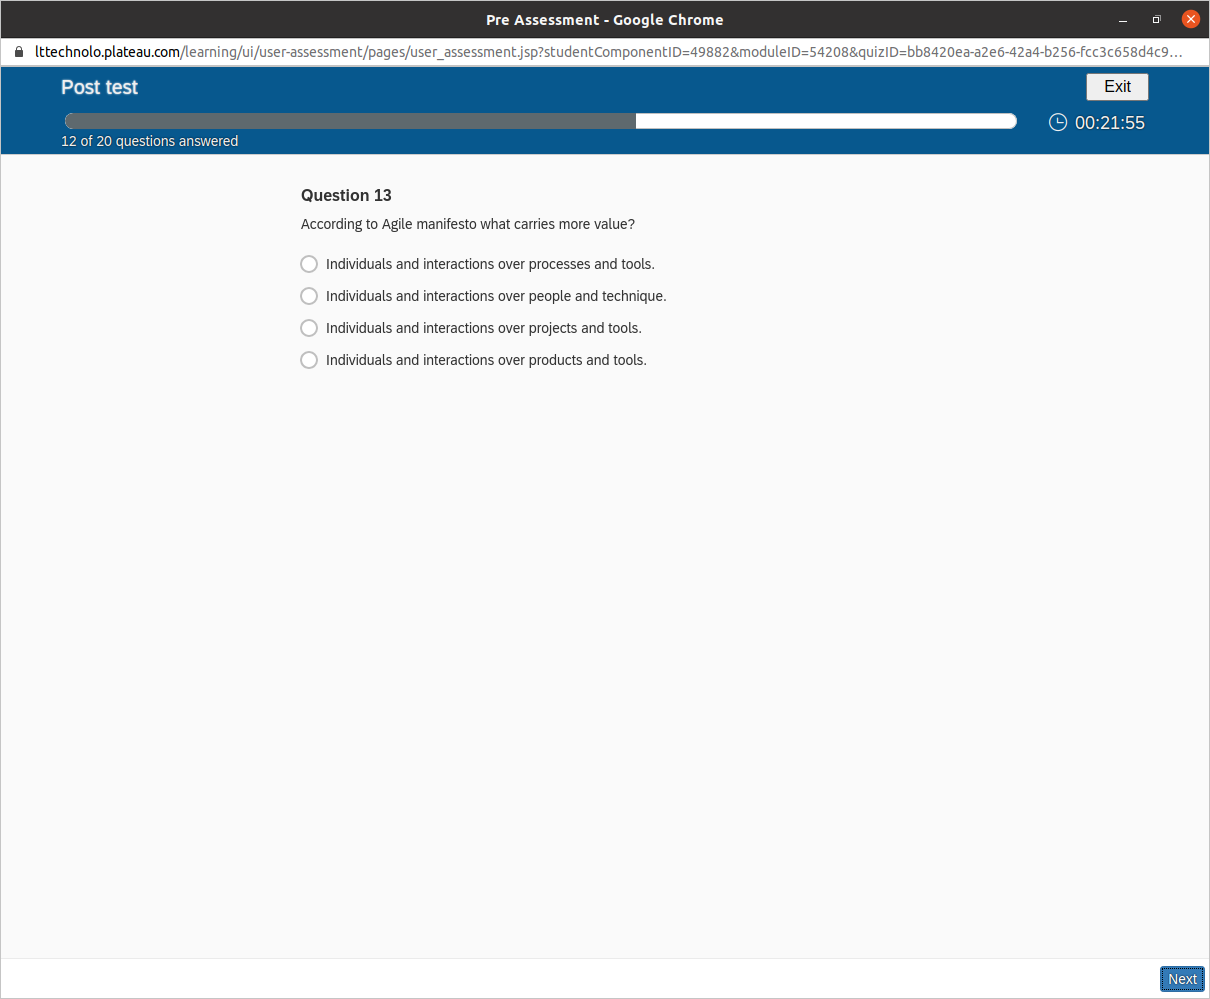 Pre Assessment - Google Chrome
lttechnolo.plateau.com/learning/ui/user-assessment/pages/user_assessment.jsp?studentComponentID=49882&moduleID=54208&quizID=bb8420ea-a2e6-42a4-b256-fcc3c658d4c9...
Post test
Exit
00:21:55
12 of 20 questions answered
Question 13
According to Agile manifesto what carries more value?
Individuals and interactions over processes and tools.
Individuals and interactions over people and technique.
Individuals and interactions over projects and tools.
Individuals and interactions over products and tools.
Next